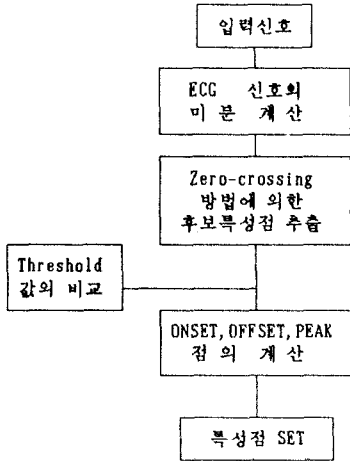 입력신호
ECG 신호의
미분 계산
Zero-crossing
방법에 의한
후보특성점 추출
Threshold
값의 비교
ONSET, OFFSET, PEAK
점의 계산
특성점 SET